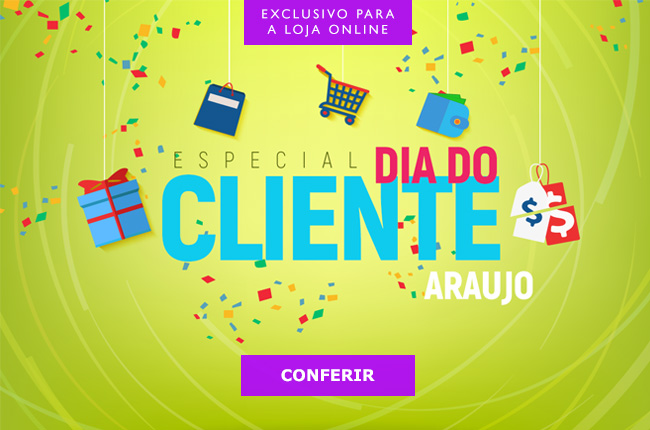 EXCLUSIVO PARA
A LOJA ONLINE
ESPECIAL DIA DO
CLIENTE
ARAUJO
$
CONFERIR